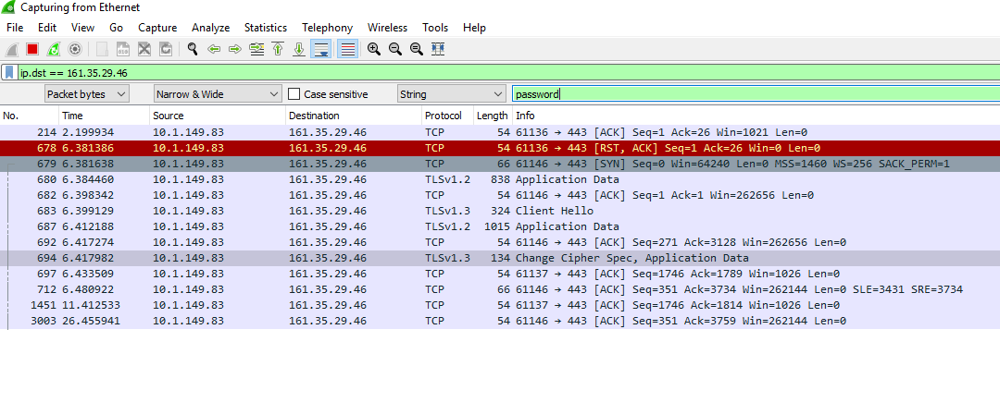 Capturing from Ethernet
File Edit View Go Capture Analyze Statistics Telephony Wireless Tools Help
ip.dst == 161.35.29.46
Packet bytes Narrow & Wide Case sensitive String password
No. Time Source Destination Protocol Length Info
214 2.199934 10.1.149.83 161.35.29.46 TCP 54 61136 → 443 [ACK] Seq=1 Ack=26 Win=1021 Len=0
678 6.381386 10.1.149.83 161.35.29.46 TCP 54 61136 → 443 [RST, ACK] Seq=1 Ack=26 Win=0 Len=0
679 6.381638 10.1.149.83 161.35.29.46 TCP 66 61146 → 443 [SYN] Seq=0 Win=64240 Len=0 MSS=1460 WS=256 SACK_PERM=1
680 6.384460 10.1.149.83 161.35.29.46 TLSv1.2 838 Application Data
682 6.398342 10.1.149.83 161.35.29.46 TCP 54 61146 → 443 [ACK] Seq=1 Ack=1 Win=262656 Len=0
683 6.399129 10.1.149.83 161.35.29.46 TLSv1.3 324 Client Hello
687 6.412188 10.1.149.83 161.35.29.46 TLSv1.2 1015 Application Data
692 6.417274 10.1.149.83 161.35.29.46 TCP 54 61146 → 443 [ACK] Seq=271 Ack=3128 Win=262656 Len=0
694 6.417982 10.1.149.83 161.35.29.46 TLSv1.3 134 Change Cipher Spec, Application Data
697 6.433509 10.1.149.83 161.35.29.46 TCP 54 61137 → 443 [ACK] Seq=1746 Ack=1789 Win=1026 Len=0
712 6.480922 10.1.149.83 161.35.29.46 TCP 66 61146 → 443 [ACK] Seq=351 Ack=3734 Win=262144 Len=0 SLE=3431 SRE=3734
1451 11.412533 10.1.149.83 161.35.29.46 TCP 54 61137 → 443 [ACK] Seq=1746 Ack=1814 Win=1026 Len=0
3003 26.455941 10.1.149.83 161.35.29.46 TCP 54 61146 → 443 [ACK] Seq=351 Ack=3759 Win=262144 Len=0